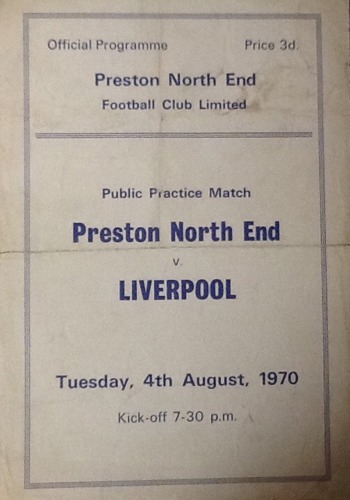 Official Programme Price 3d.
Preston North End
Football Club Limited
Public Practice Match
Preston North End
v.
LIVERPOOL
Tuesday, 4th August, 1970
Kick-off 7-30 p.m.